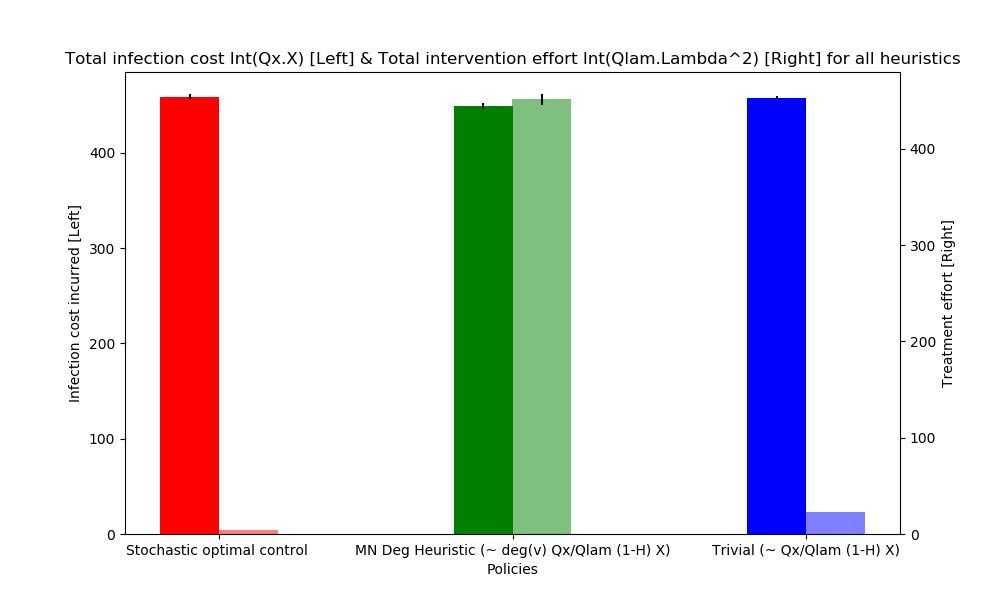 Total infection cost Int(Qx.X) [Left] & Total intervention effort Int(Qlam.Lambda^2) [Right] for all heuristics
Infection cost incurred [Left]
400
300
200
100
0
400
300
200
100
0
Treatment effort [Right]
Stochastic optimal control
MN Deg Heuristic (~ deg(v) Qx/Qlam (1-H) X)
Trivial (~ Qx/Qlam (1-H) X)
Policies